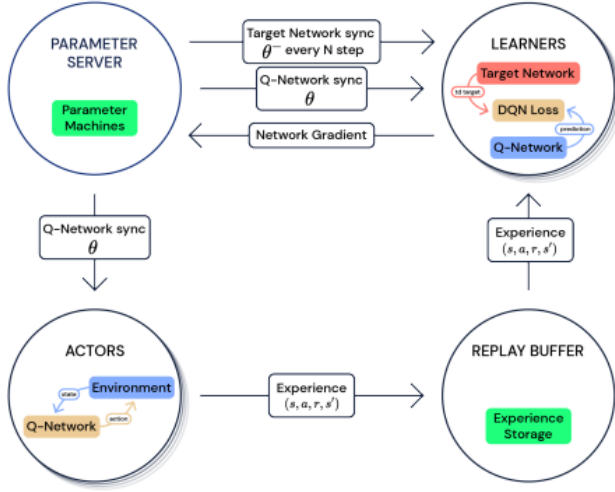 PARAMETER
SERVER
Parameter
Machines
Target Network sync
θ⁻ every N step
Q-Network sync
θ
Network Gradient
LEARNERS
Target Network
td target
DQN Loss
prediction
Q-Network
Q-Network sync
θ
Experience
(s, a, r, s′)
ACTORS
Environment
state
action
Q-Network
Experience
(s, a, r, s′)
REPLAY BUFFER
Experience
Storage